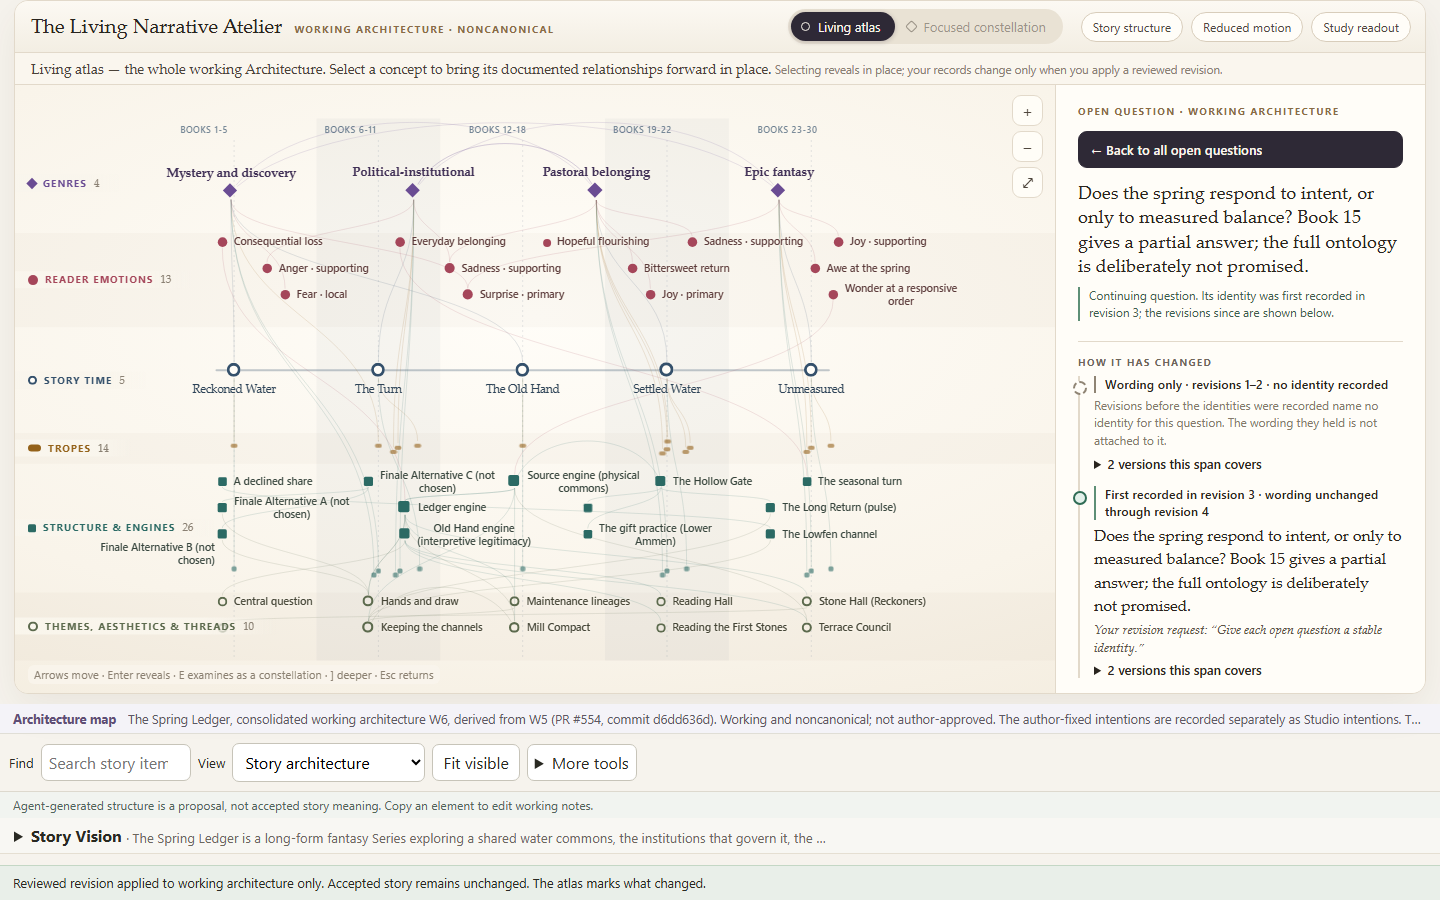 The Living Narrative Atelier WORKING ARCHITECTURE · NONCANONICAL
Living atlas
Focused constellation
Story structure
Reduced motion
Study readout
Living atlas — the whole working Architecture. Select a concept to bring its documented relationships forward in place. Selecting reveals in place; your records change only when you apply a reviewed revision.
BOOKS 1-5
BOOKS 6-11
BOOKS 12-18
BOOKS 19-22
BOOKS 23-30
+
−
GENRES 4
Mystery and discovery
Political-institutional
Pastoral belonging
Epic fantasy
READER EMOTIONS 13
Consequential loss
Everyday belonging
Hopeful flourishing
Sadness · supporting
Joy · supporting
Anger · supporting
Sadness · supporting
Bittersweet return
Awe at the spring
Fear · local
Surprise · primary
Joy · primary
Wonder at a responsive
order
STORY TIME 5
Reckoned Water
The Turn
The Old Hand
Settled Water
Unmeasured
TROPES 14
STRUCTURE & ENGINES 26
A declined share
Finale Alternative C (not
chosen)
Source engine (physical
commons)
The Hollow Gate
The seasonal turn
Finale Alternative A (not
chosen)
Ledger engine
The Long Return (pulse)
Finale Alternative B (not
chosen)
Old Hand engine
(interpretive legitimacy)
The gift practice (Lower
Ammen)
The Lowfen channel
THEMES, AESTHETICS & THREADS 10
Central question
Hands and draw
Maintenance lineages
Reading Hall
Stone Hall (Reckoners)
Keeping the channels
Mill Compact
Reading the First Stones
Terrace Council
Arrows move · Enter reveals · E examines as a constellation · ] deeper · Esc returns
OPEN QUESTION · WORKING ARCHITECTURE
← Back to all open questions
Does the spring respond to intent, or
only to measured balance? Book 15
gives a partial answer; the full ontology
is deliberately not promised.
Continuing question. Its identity was first recorded in
revision 3; the revisions since are shown below.
HOW IT HAS CHANGED
Wording only · revisions 1–2 · no identity recorded
Revisions before the identities were recorded name no
identity for this question. The wording they held is not
attached to it.
▶ 2 versions this span covers
First recorded in revision 3 · wording unchanged
through revision 4
Does the spring respond to intent, or only to
measured balance? Book 15 gives a partial
answer; the full ontology is deliberately
not promised.
Your revision request: “Give each open question a stable
identity.”
▶ 2 versions this span covers
Architecture map The Spring Ledger, consolidated working architecture W6, derived from W5 (PR #554, commit d6dd636d). Working and noncanonical; not author-approved. The author-fixed intentions are recorded separately as Studio intentions. T...
Find
Search story item
View
Story architecture
Fit visible
▶ More tools
Agent-generated structure is a proposal, not accepted story meaning. Copy an element to edit working notes.
▶ Story Vision · The Spring Ledger is a long-form fantasy Series exploring a shared water commons, the institutions that govern it, the ...
Reviewed revision applied to working architecture only. Accepted story remains unchanged. The atlas marks what changed.